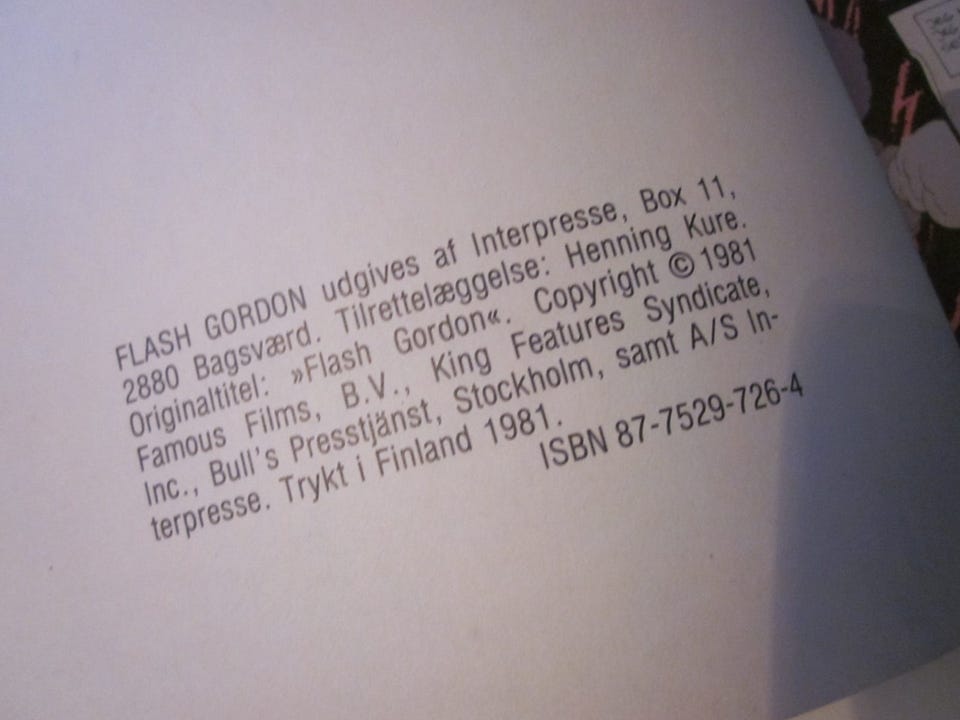 FLASH GORDON udgives af Interpresse, Box 11,
2880 Bagsværd. Tilrettelæggelse: Henning Kure.
Originaltitel: »Flash Gordon«. Copyright © 1981
Famous Films, B.V., King Features Syndicate,
Inc., Bull's Presstjänst, Stockholm, samt A/S In-
terpresse. Trykt i Finland 1981.
ISBN 87-7529-726-4